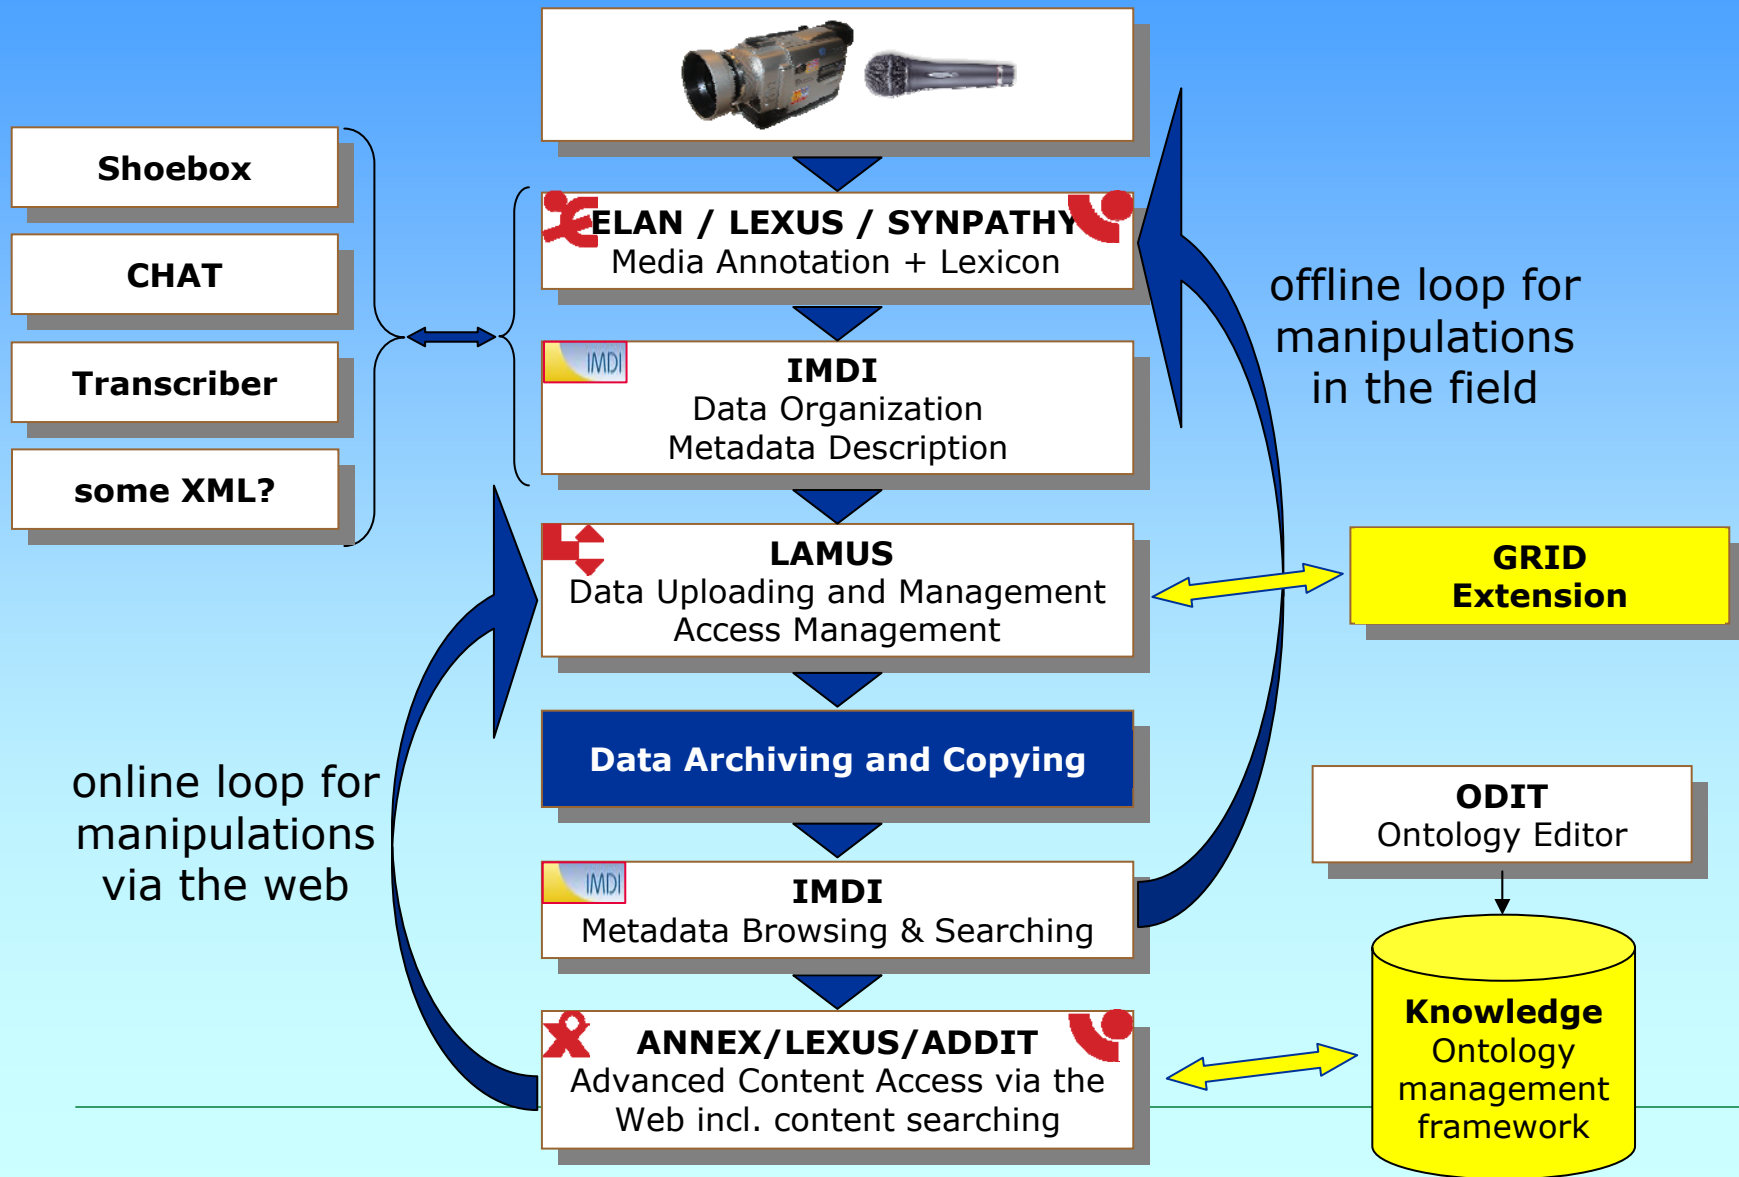 Shoebox
CHAT
Transcriber
some XML?
ELAN / LEXUS / SYNPATHY
Media Annotation + Lexicon
IMDI
IMDI
Data Organization
Metadata Description
LAMUS
Data Uploading and Management
Access Management
Data Archiving and Copying
IMDI
IMDI
Metadata Browsing & Searching
ANNEX/LEXUS/ADDIT
Advanced Content Access via the
Web incl. content searching
online loop for
manipulations
via the web
offline loop for
manipulations
in the field
GRID
Extension
ODIT
Ontology Editor
Knowledge
Ontology
management
framework